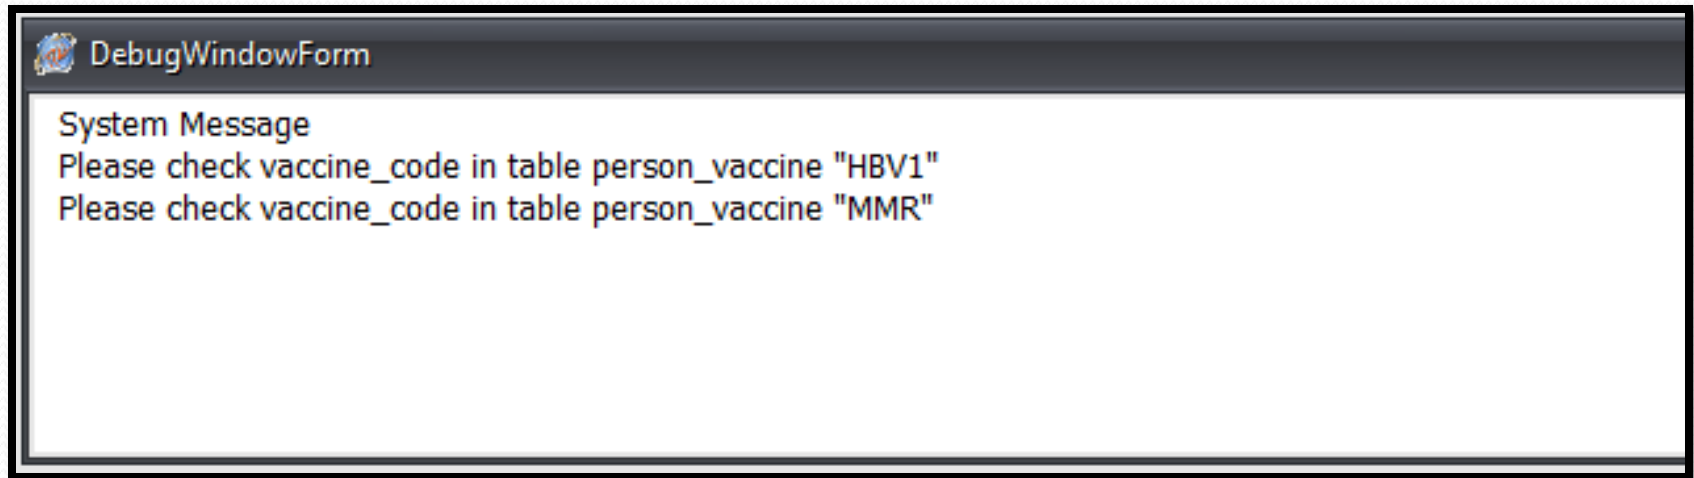 DebugWindowForm
System Message
Please check vaccine_code in table person_vaccine "HBV1"
Please check vaccine_code in table person_vaccine "MMR"